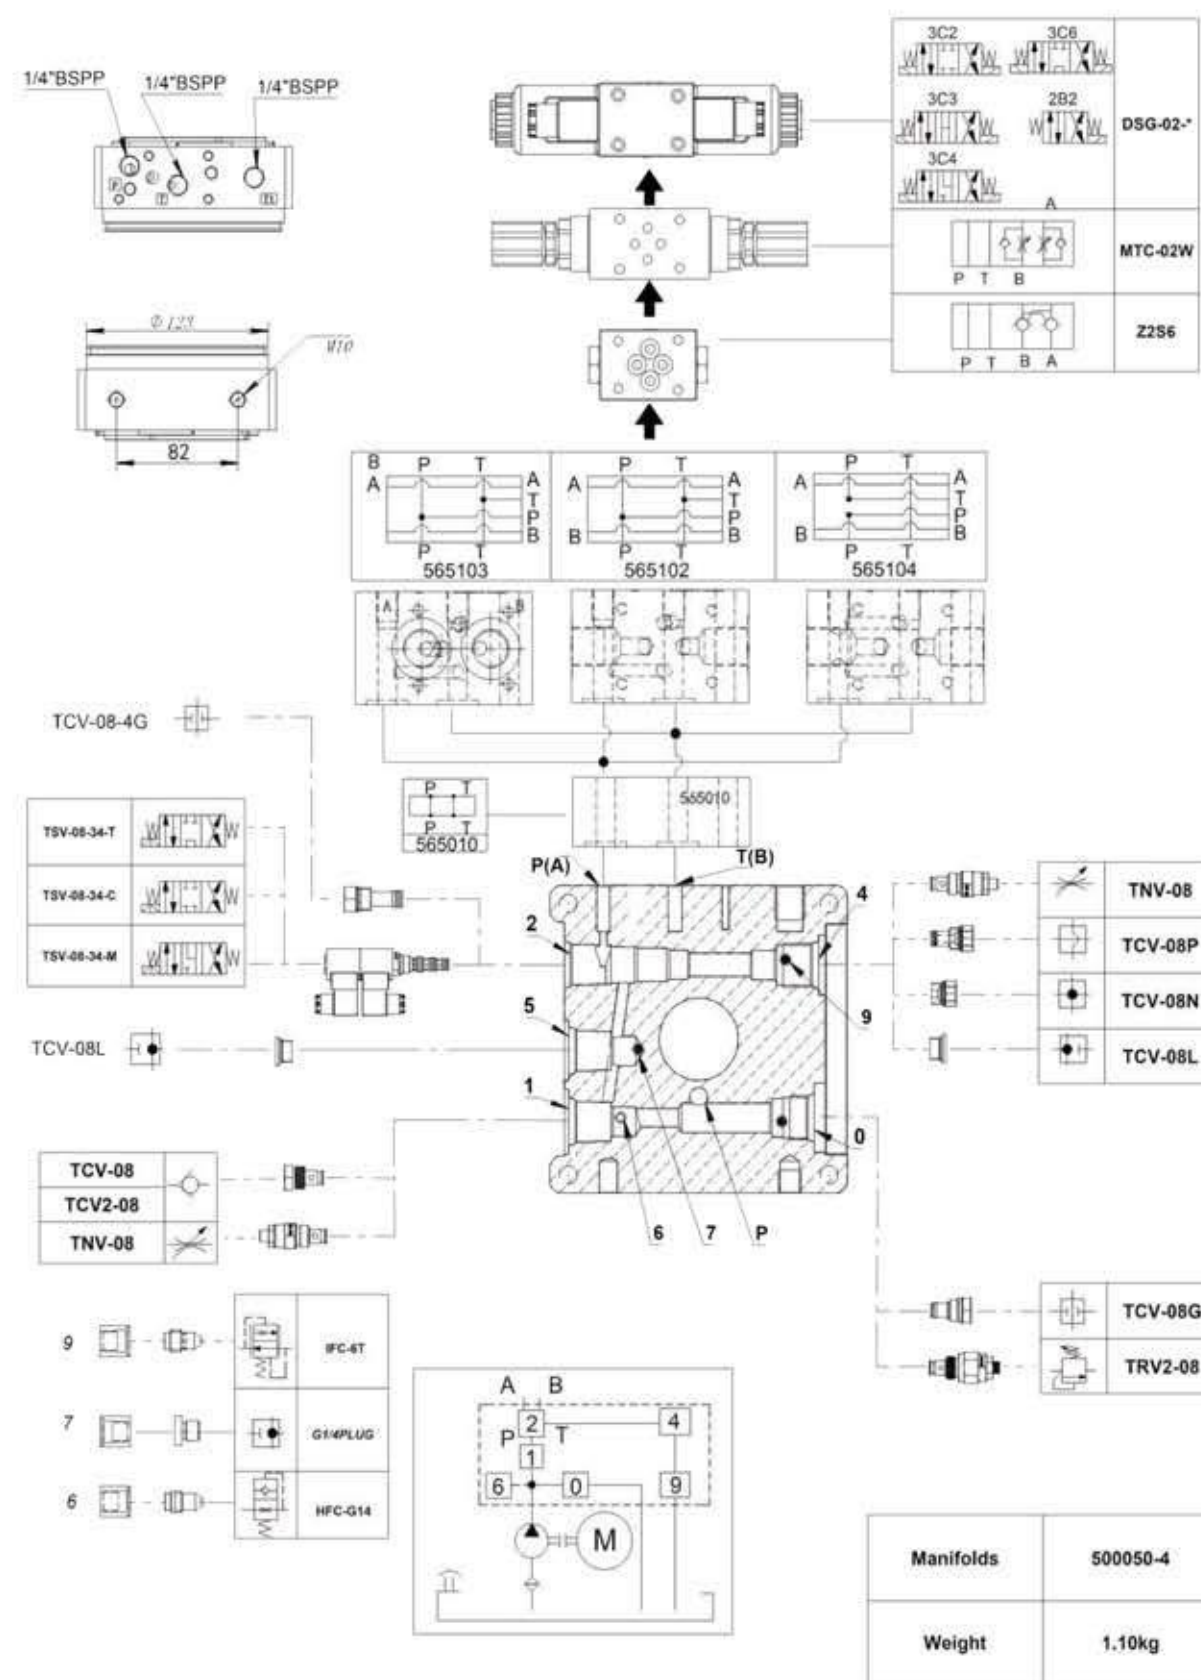 1/4"BSPP 1/4"BSPP 1/4"BSPP
P T
82
3C2 3C6
3C3 2B2
3C4
DSG-02-*
A
P T B
MTC-02W
P T B A
Z2S6
B P T
A A
T
P
B
P T
565103
P T
A A
T
P
B B
P T
565102
P T
A A
T
P
B B
P T
565104
A B
TCV-08-4G
P T
P T
565010
565010
TSV-08-34-T
TSV-08-34-C
TSV-08-34-M
TCV-08L
P(A) T(B)
2 4
5 9
1 0
6 7 P
TNV-08
TCV-08P
TCV-08N
TCV-08L
TCV-08
TCV2-08
TNV-08
TCV-08G
TRV2-08
9 IFC-6T
7 G1/4PLUG
6 HFC-G14
A B
2 4
P T
1
6 0 9
M
Manifolds 500050-4
Weight 1.10kg